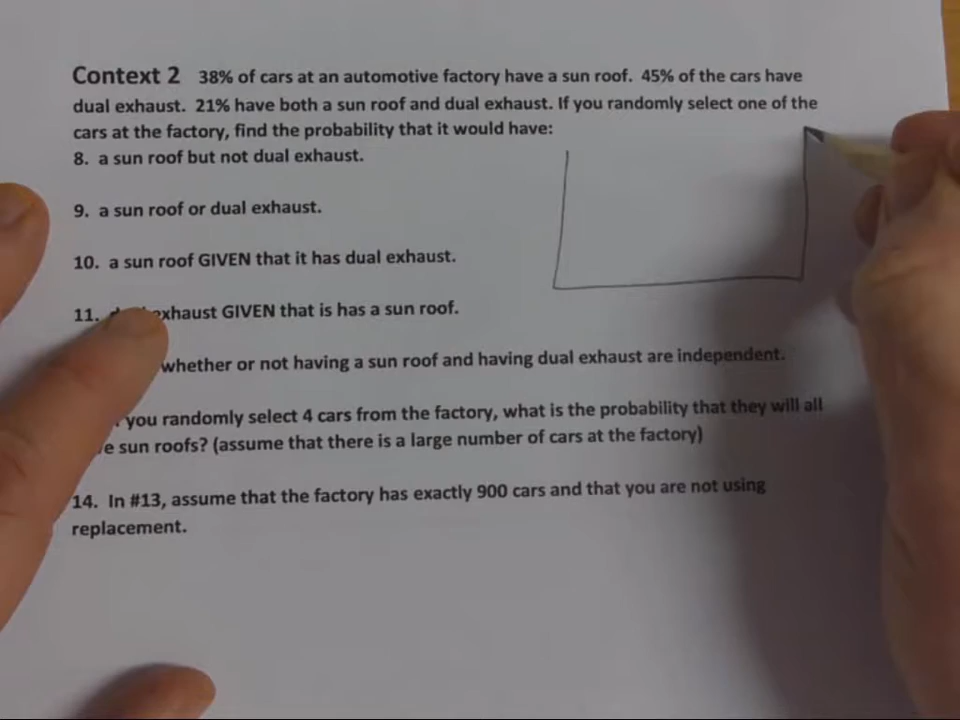 Context 2 38% of cars at an automotive factory have a sun roof. 45% of the cars have
dual exhaust. 21% have both a sun roof and dual exhaust. If you randomly select one of the
cars at the factory, find the probability that it would have:
8. a sun roof but not dual exhaust.
9. a sun roof or dual exhaust.
10. a sun roof GIVEN that it has dual exhaust.
11. exhaust GIVEN that is has a sun roof.
whether or not having a sun roof and having dual exhaust are independent.
you randomly select 4 cars from the factory, what is the probability that they will all
sun roofs? (assume that there is a large number of cars at the factory)
14. In #13, assume that the factory has exactly 900 cars and that you are not using
replacement.